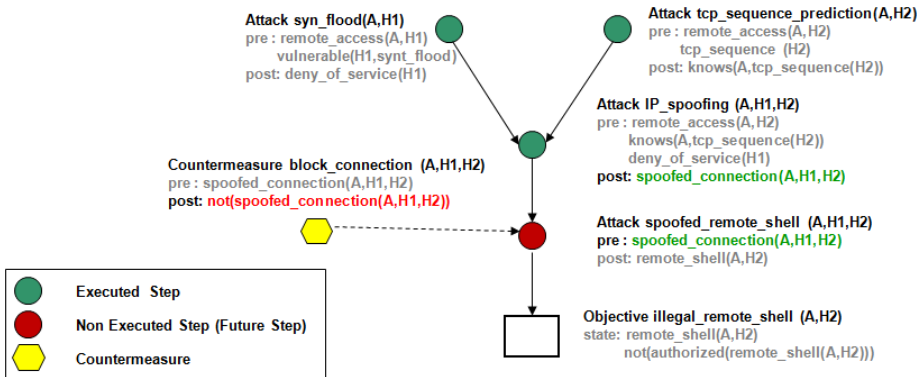 Attack syn_flood(A,H1)
pre : remote_access(A,H1)
vulnerable(H1,synt_flood)
post: deny_of_service(H1)
Attack tcp_sequence_prediction(A,H2)
pre : remote_access(A,H2)
tcp_sequence (H2)
post: knows(A,tcp_sequence(H2))
Attack IP_spoofing (A,H1,H2)
pre : remote_access(A,H2)
knows(A,tcp_sequence(H2))
deny_of_service(H1)
post: spoofed_connection(A,H1,H2)
Countermeasure block_connection (A,H1,H2)
pre : spoofed_connection(A,H1,H2)
post: not(spoofed_connection(A,H1,H2))
Attack spoofed_remote_shell (A,H1,H2)
pre : spoofed_connection(A,H1,H2)
post: remote_shell(A,H2)
Objective illegal_remote_shell (A,H2)
state: remote_shell(A,H2)
not(authorized(remote_shell(A,H2)))
Executed Step
Non Executed Step (Future Step)
Countermeasure